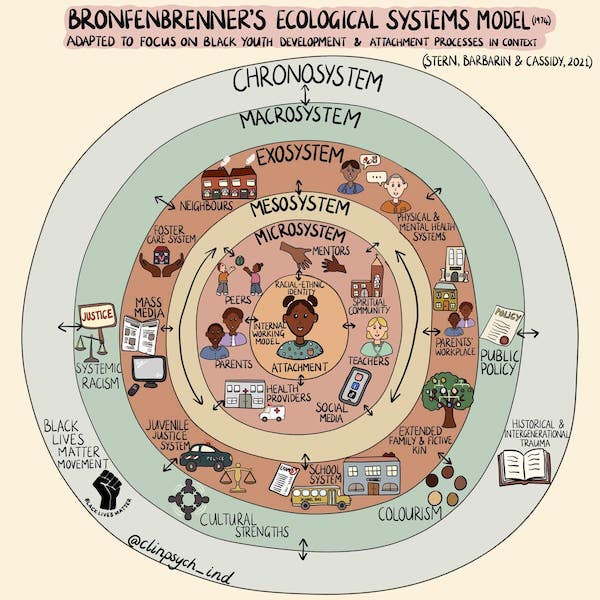 BRONFENBRENNER'S ECOLOGICAL SYSTEMS MODEL (1974)
ADAPTED TO FOCUS ON BLACK YOUTH DEVELOPMENT & ATTACHMENT PROCESSES IN CONTEXT
(STERN, BARBARIN & CASSIDY, 2021)
CHRONOSYSTEM
MACROSYSTEM
EXOSYSTEM
NEIGHBOURS
MESOSYSTEM
PHYSICAL &
MENTAL HEALTH
SYSTEMS
MICROSYSTEM
FOSTER
CARE SYSTEM
MENTORS
PEERS
RACIAL-ETHNIC
IDENTITY
SPIRITUAL
COMMUNITY
MASS
MEDIA
JUSTICE
INTERNAL
WORKING
MODEL
POLICY
PARENTS'
WORKPLACE
PARENTS
ATTACHMENT
TEACHERS
SYSTEMIC
RACISM
PUBLIC
POLICY
HEALTH
PROVIDERS
SOCIAL
MEDIA
BLACK
LIVES
MATTER
MOVEMENT
JUVENILE
JUSTICE
SYSTEM
EXTENDED
FAMILY & FICTIVE
KIN
HISTORICAL &
INTERGENERATIONAL
TRAUMA
POLICE
EXAM
SCHOOL
SYSTEM
SCHOOL BUS
BLACK LIVES MATTER
CULTURAL
STRENGTHS
COLOURISM
@clinpsych_ind